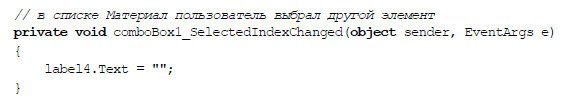 // в списке Материал пользователь выбрал другой элемент
private void comboBox1_SelectedIndexChanged(object sender, EventArgs e)
{
    label4.Text = "";
}